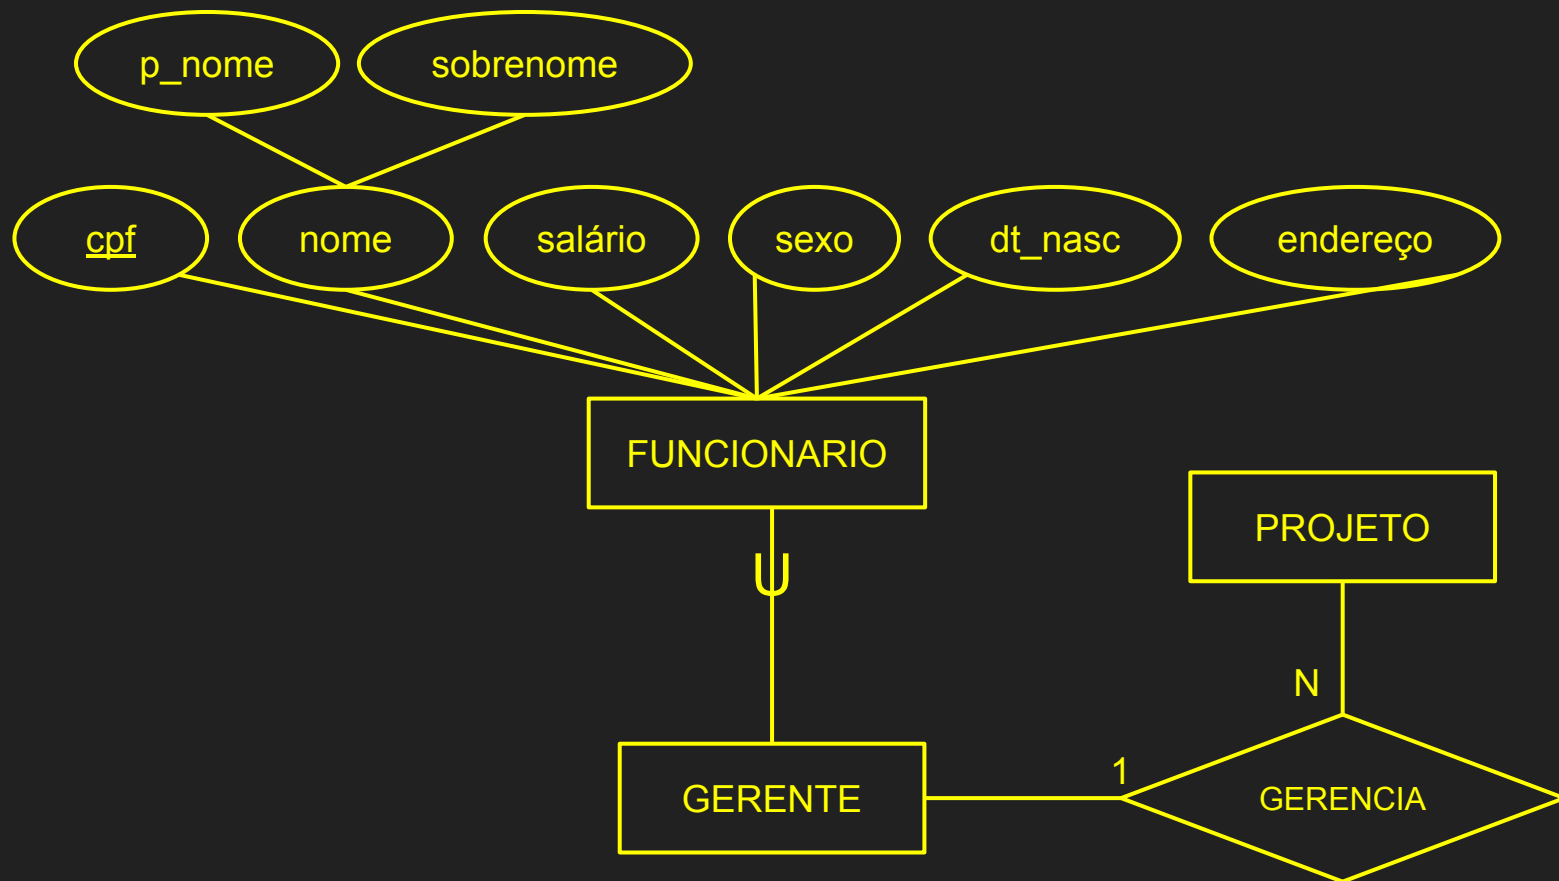 p_nome
sobrenome
cpf
nome
salário
sexo
dt_nasc
endereço
FUNCIONARIO
PROJETO
N
1
GERENTE
GERENCIA